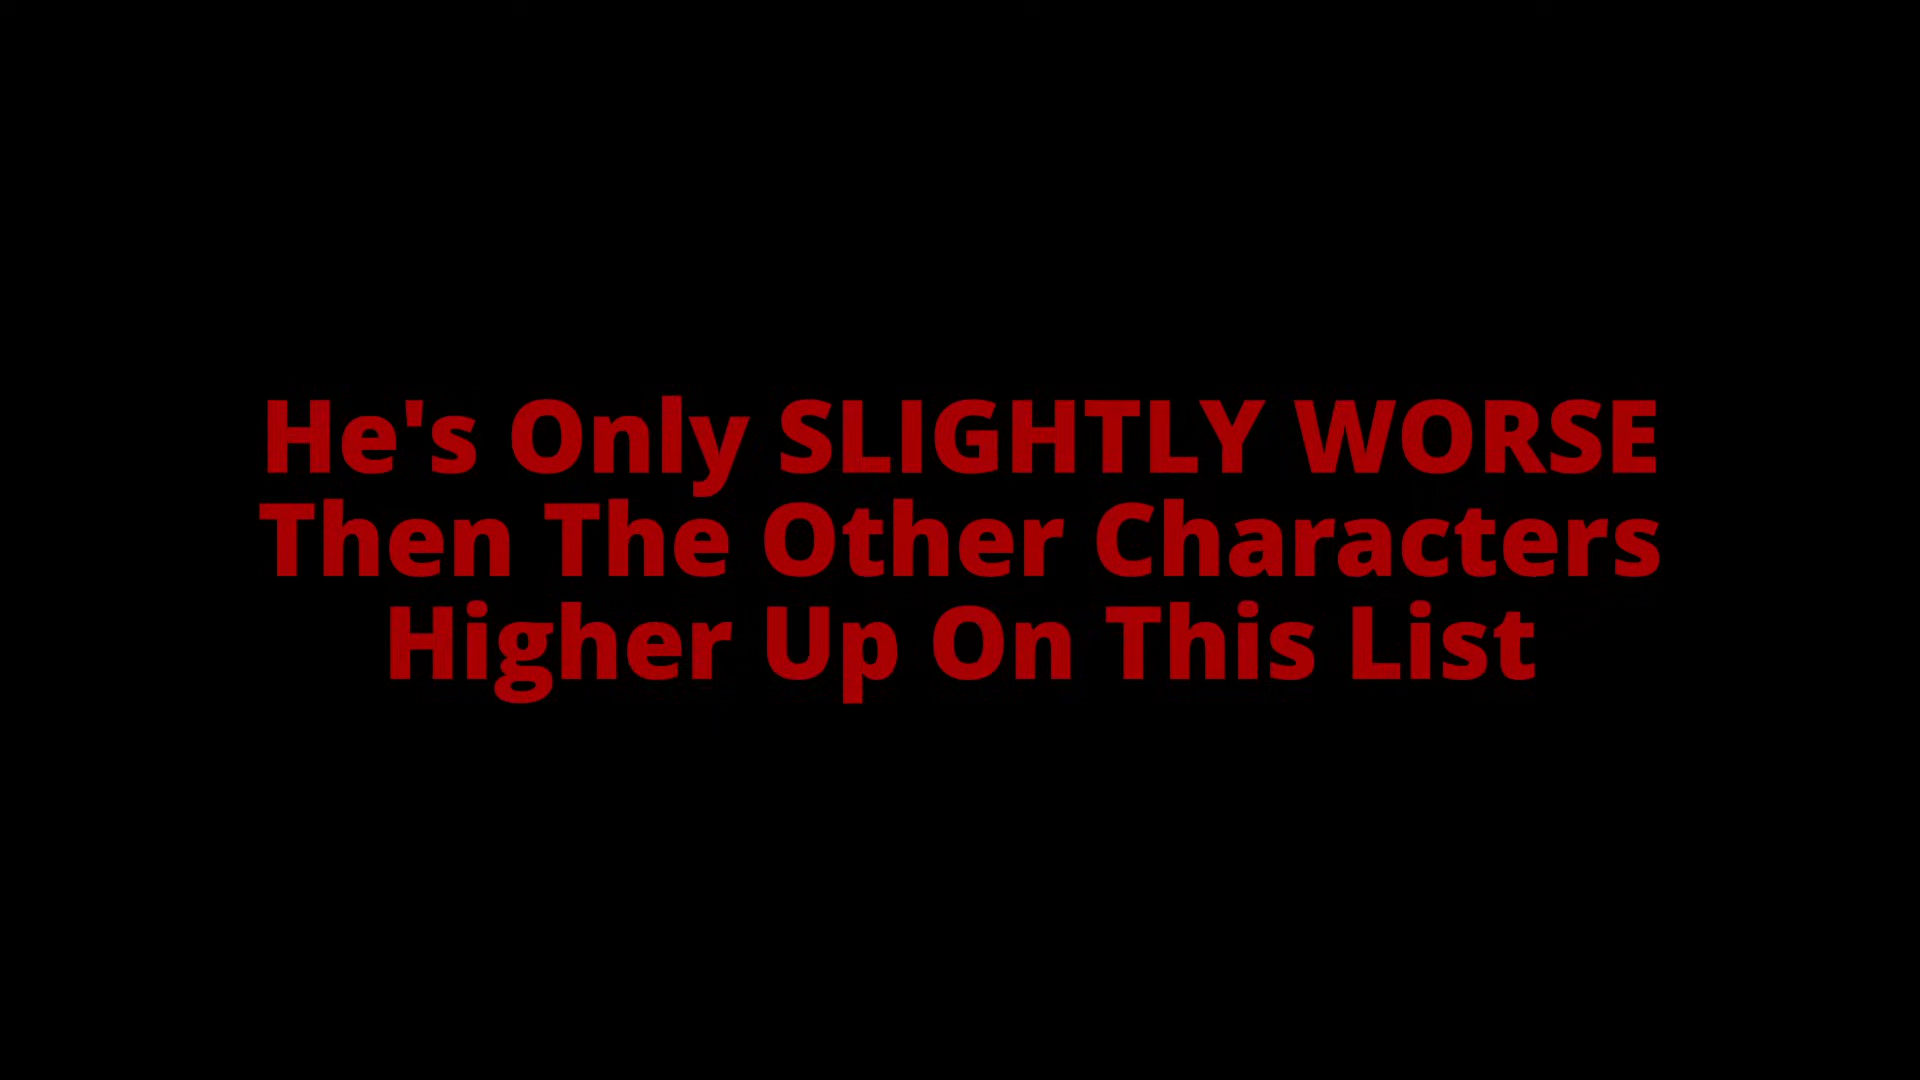 He's Only SLIGHTLY WORSE
Then The Other Characters
Higher Up On This List